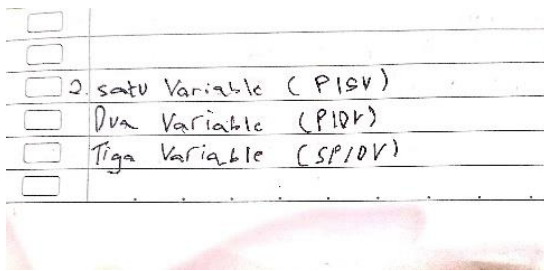 2. satu Variable (PISV)
Dua Variable (PIDV)
Tiga Variable (SPIDV)